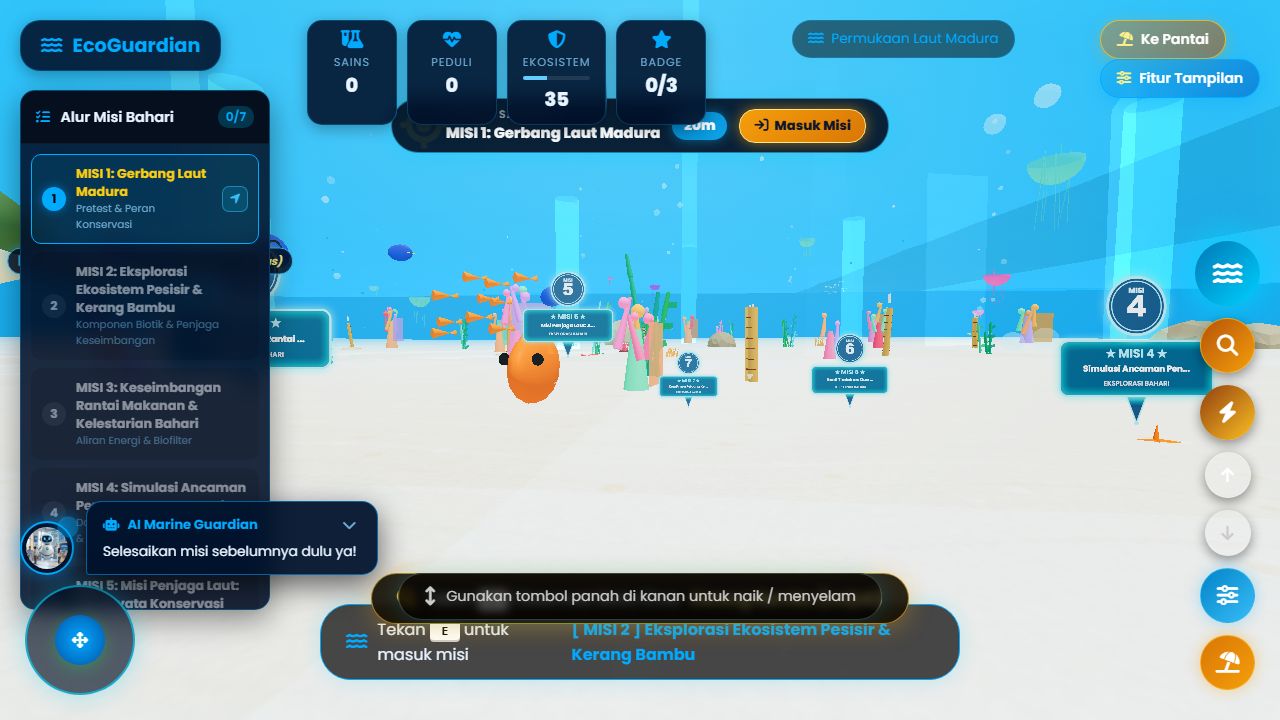 EcoGuardian
SAINS
0
PEDULI
0
EKOSISTEM
35
BADGE
0/3
Permukaan Laut Madura
Ke Pantai
Fitur Tampilan
MISI 1: Gerbang Laut Madura
20m
Masuk Misi
Alur Misi Bahari
0/7
1
MISI 1: Gerbang Laut
Madura
Pretest & Peran
Konservasi
2
MISI 2: Eksplorasi
Ekosistem Pesisir &
Kerang Bambu
Komponen Biotik & Penjaga
Keseimbangan
3
MISI 3: Keseimbangan
Rantai Makanan &
Kelestarian Bahari
Aliran Energi & Biofilter
4
MISI 4: Simulasi Ancaman
MISI 5: Misi Penjaga Laut:
Konservasi
AI Marine Guardian
Selesaikan misi sebelumnya dulu ya!
MISI
5
★ MISI 5 ★
EKSPLORASI BAHARI
7
★ MISI 7 ★
MISI
6
★ MISI 6 ★
MISI
4
★ MISI 4 ★
Simulasi Ancaman Pen...
EKSPLORASI BAHARI
Gunakan tombol panah di kanan untuk naik / menyelam
Tekan E untuk
masuk misi
[ MISI 2 ] Eksplorasi Ekosistem Pesisir &
Kerang Bambu